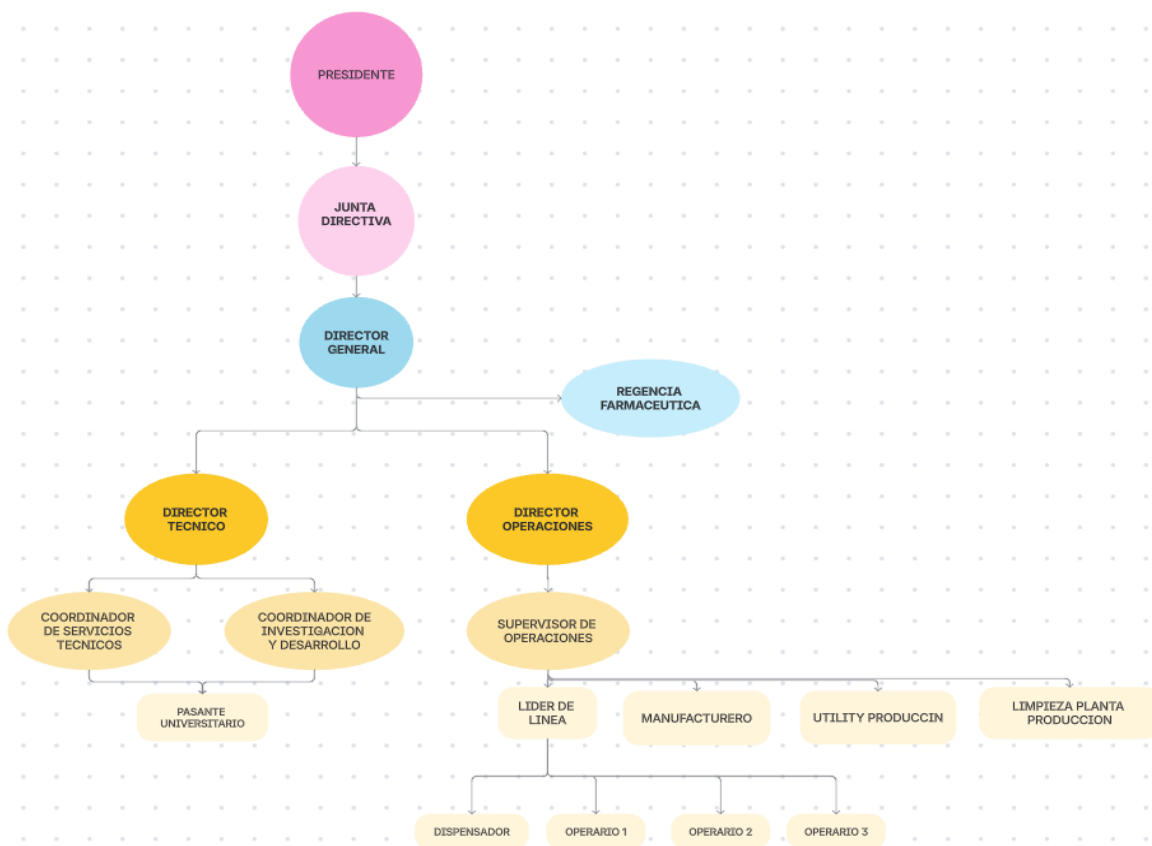 PRESIDENTE
JUNTA
DIRECTIVA
DIRECTOR
GENERAL
REGENCIA
FARMACEUTICA
DIRECTOR
TECNICO
DIRECTOR
OPERACIONES
COORDINADOR
DE SERVICIOS
TECNICOS
COORDINADOR DE
INVESTIGACION
Y DESARROLLO
SUPERVISOR DE
OPERACIONES
PASANTE
UNIVERSITARIO
LIDER DE
LINEA
MANUFACTURERO
UTILITY PRODUCCIN
LIMPIEZA PLANTA
PRODUCCION
DISPENSADOR
OPERARIO 1
OPERARIO 2
OPERARIO 3